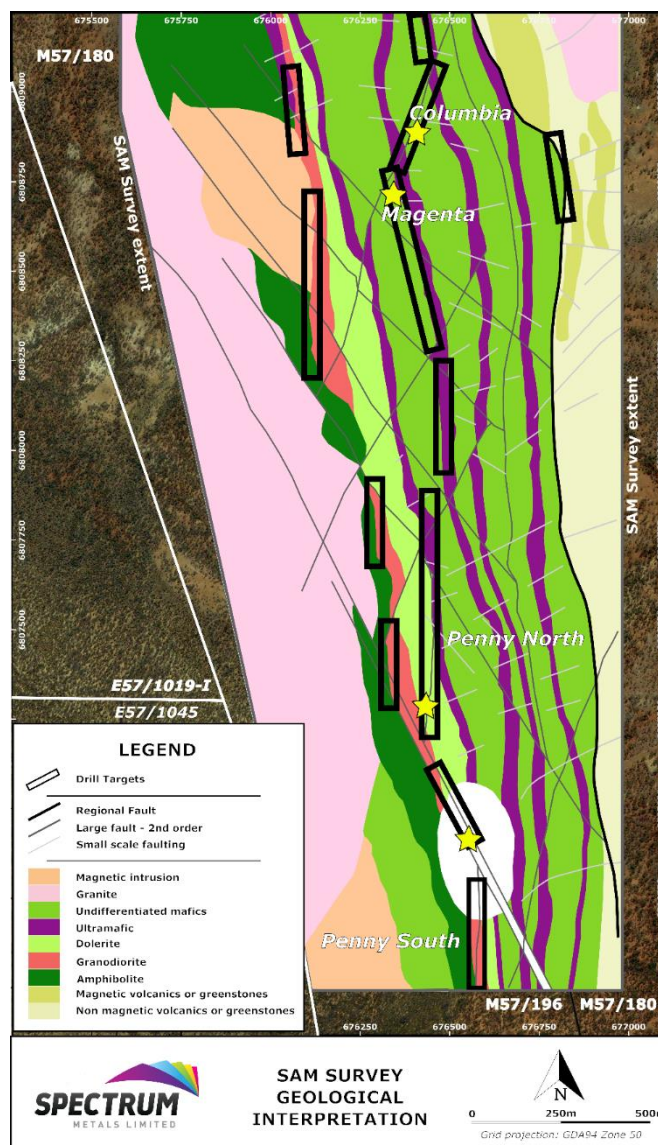 675500
675750
676000
676250
676500
676750
677000
M57/180
6809000
SAM Survey extent
Columbia
6808750
Magenta
6808500
6808250
SAM Survey extent
6808000
6807750
6807500
Penny North
E57/1019-I
E57/1045
LEGEND
Drill Targets
Regional Fault
Large fault - 2nd order
Small scale faulting
Magnetic intrusion
Granite
Undifferentiated mafics
Ultramafic
Dolerite
Granodiorite
Amphibolite
Magnetic volcanics or greenstones
Non magnetic volcanics or greenstones
Penny South
M57/196
M57/180
676250
676500
676750
677000
SPECTRUM
METALS LIMITED
SAM SURVEY
GEOLOGICAL
INTERPRETATION
N
0 250m 500m
Grid projection: GDA94 Zone 50